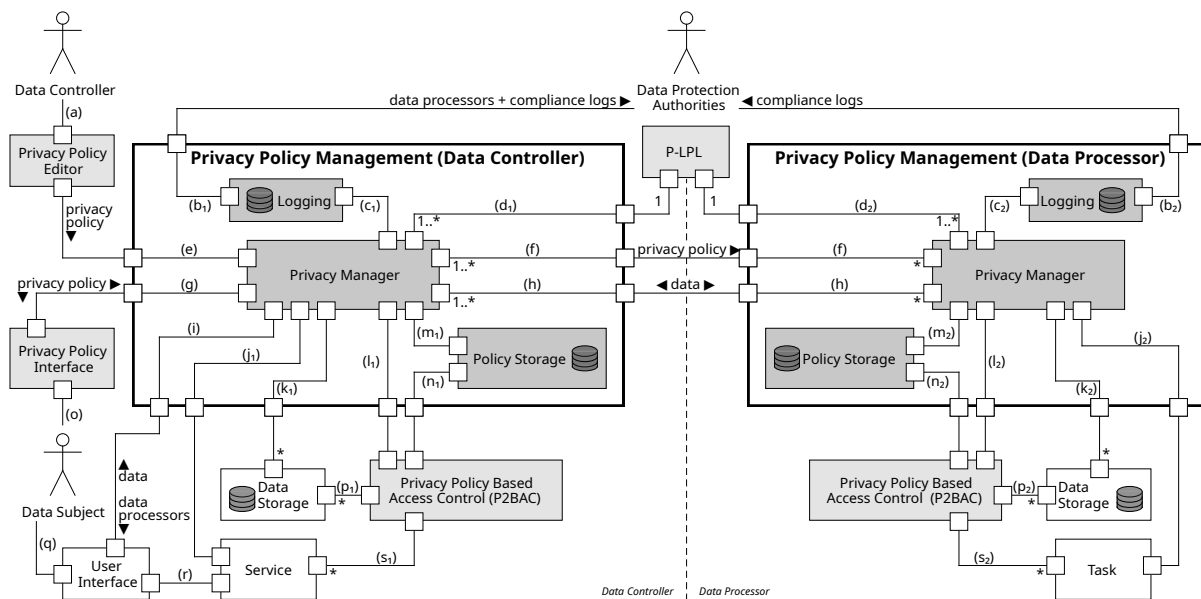 Data Controller
Data Protection
Authorities
(a)
data processors + compliance logs ▶
◀ compliance logs
Privacy Policy
Editor
Privacy Policy Management (Data Controller)
P-LPL
Privacy Policy Management (Data Processor)
Logging
(b₁)
(c₁)
(d₁)
1
1
(d₂)
(c₂)
Logging
(b₂)
privacy
policy
▼
1..*
1..*
(e)
Privacy Manager
(f)
1..*
privacy policy ▶
(f)
*
Privacy Manager
privacy policy ▶
▼
(g)
(h)
1..*
◀ data ▶
(h)
*
Privacy Policy
Interface
(i)
(j₁)
(k₁)
(l₁)
(m₁)
Policy Storage
(n₁)
Policy Storage
(m₂)
(n₂)
(l₂)
(j₂)
(k₂)
(o)
Data Subject
▲
data
data
processors
▼
*
Data
Storage
(p₁)
*
Privacy Policy Based
Access Control (P2BAC)
Privacy Policy Based
Access Control (P2BAC)
(p₂)
*
*
Data
Storage
(q)
User
Interface
(r)
Service
(s₁)
*
(s₂)
*
Task
Data Controller
Data Processor